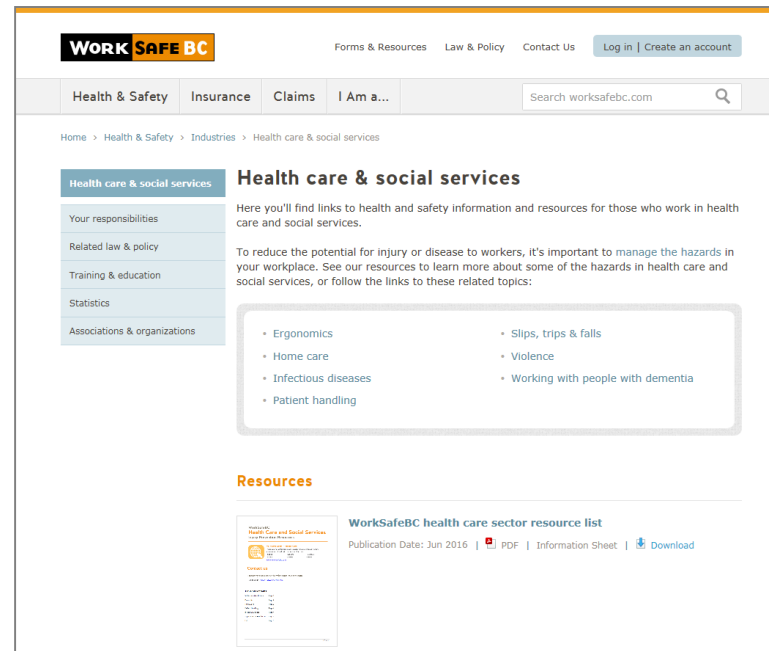 WORK SAFE BC
Forms & Resources Law & Policy Contact Us Log in | Create an account
Health & Safety Insurance Claims I Am a... Search worksafebc.com
Home > Health & Safety > Industries > Health care & social services
Health care & social services
Your responsibilities
Related law & policy
Training & education
Statistics
Associations & organizations
Health care & social services
Here you'll find links to health and safety information and resources for those who work in health
care and social services.
To reduce the potential for injury or disease to workers, it's important to manage the hazards in
your workplace. See our resources to learn more about some of the hazards in health care and
social services, or follow the links to these related topics:
• Ergonomics
• Home care
• Infectious diseases
• Patient handling
• Slips, trips & falls
• Violence
• Working with people with dementia
Resources
Health Care and Social Services
Contact us
WorkSafeBC health care sector resource list
Publication Date: Jun 2016 | PDF | Information Sheet | Download